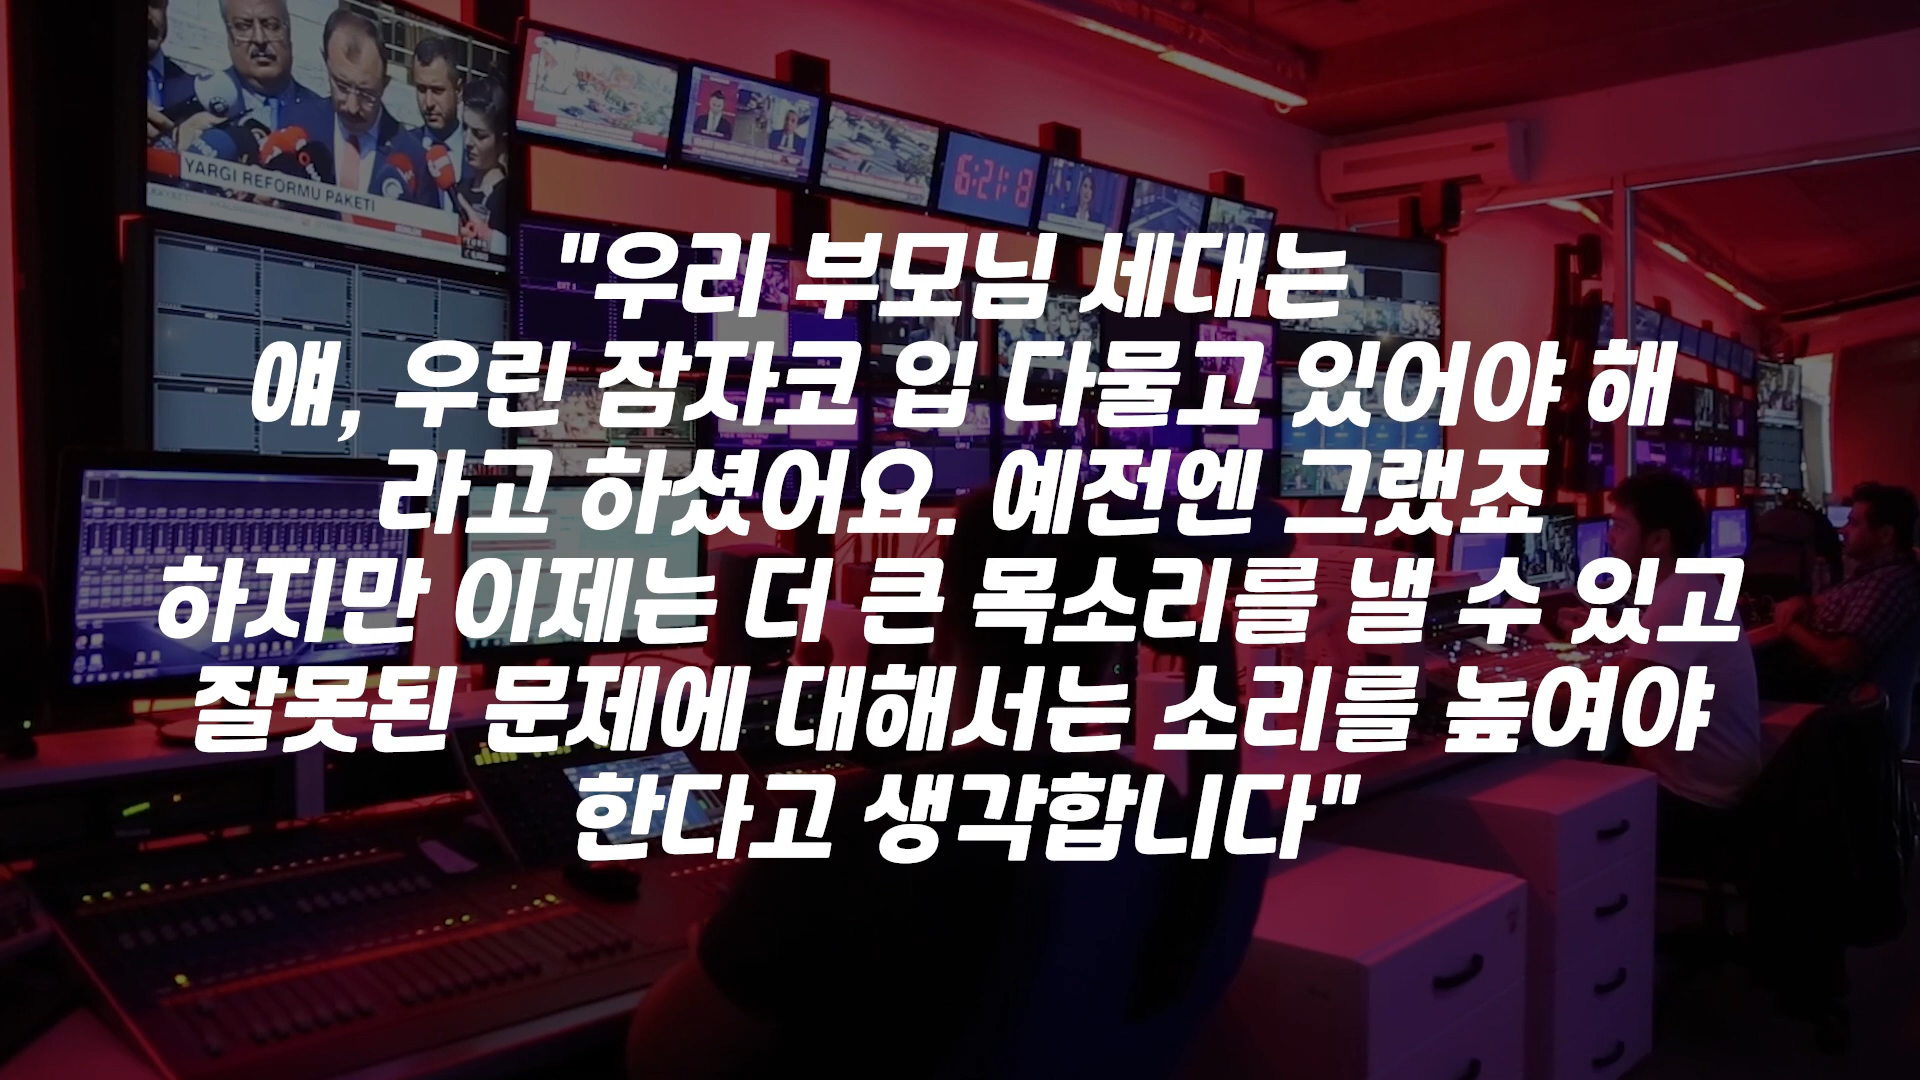 YARGI REFORMU PAKETİ
6:21:8
"우리 부모님 세대는
얘, 우린 잠자코 입 다물고 있어야 해
라고 하셨어요. 예전엔 그랬죠
하지만 이제는 더 큰 목소리를 낼 수 있고
잘못된 문제에 대해서는 소리를 높여야
한다고 생각합니다"